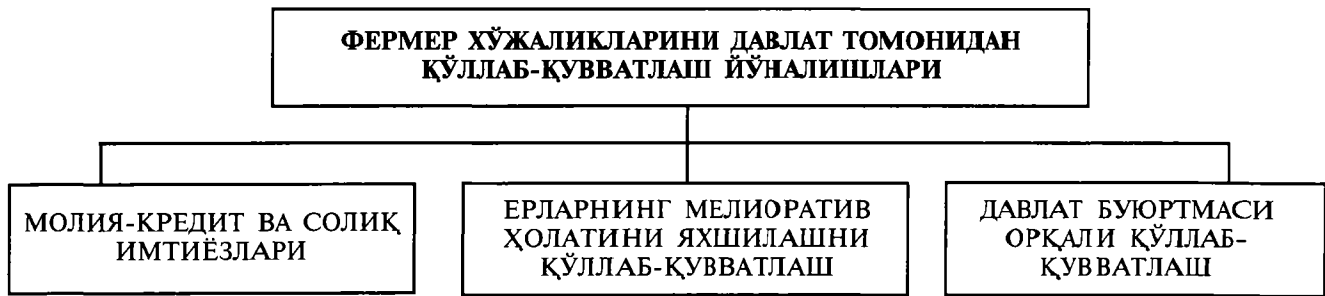 ФЕРМЕР ХЎЖАЛИКЛАРИНИ ДАВЛАТ ТОМОНИДАН
ҚЎЛЛАБ-ҚУВВАТЛАШ ЙЎНАЛИШЛАРИ
МОЛИЯ-КРЕДИТ ВА СОЛИҚ
ИМТИЁЗЛАРИ
ЕРЛАРНИНГ МЕЛИОРАТИВ
ҲОЛАТИНИ ЯХШИЛАШНИ
ҚЎЛЛАБ-ҚУВВАТЛАШ
ДАВЛАТ БУЮРТМАСИ
ОРҚАЛИ ҚЎЛЛАБ-
ҚУВВАТЛАШ